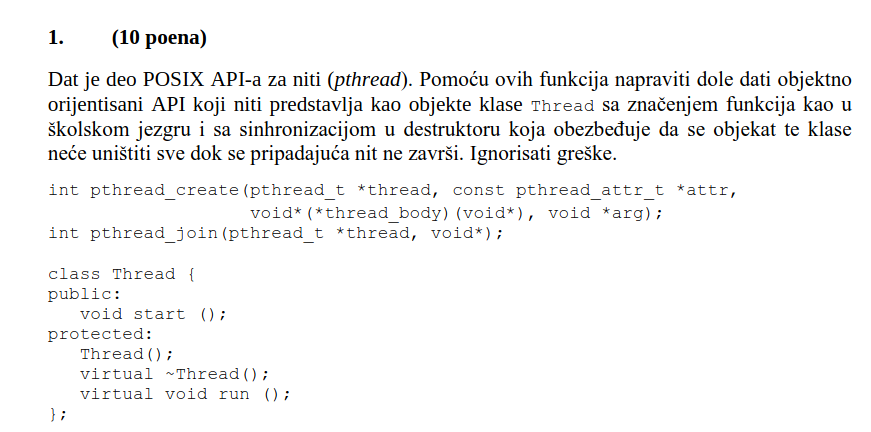 1. (10 poena)
Dat je deo POSIX API-a za niti (pthread). Pomoću ovih funkcija napraviti dole dati objektno
orijentisani API koji niti predstavlja kao objekte klase Thread sa značenjem funkcija kao u
školskom jezgru i sa sinhronizacijom u destruktoru koja obezbeđuje da se objekat te klase
neće uništiti sve dok se pripadajuća nit ne završi. Ignorisati greške.
int pthread_create(pthread_t *thread, const pthread_attr_t *attr,
void*(*thread_body)(void*), void *arg);
int pthread_join(pthread_t *thread, void*);
class Thread {
public:
void start ();
protected:
Thread();
virtual ~Thread();
virtual void run ();
};